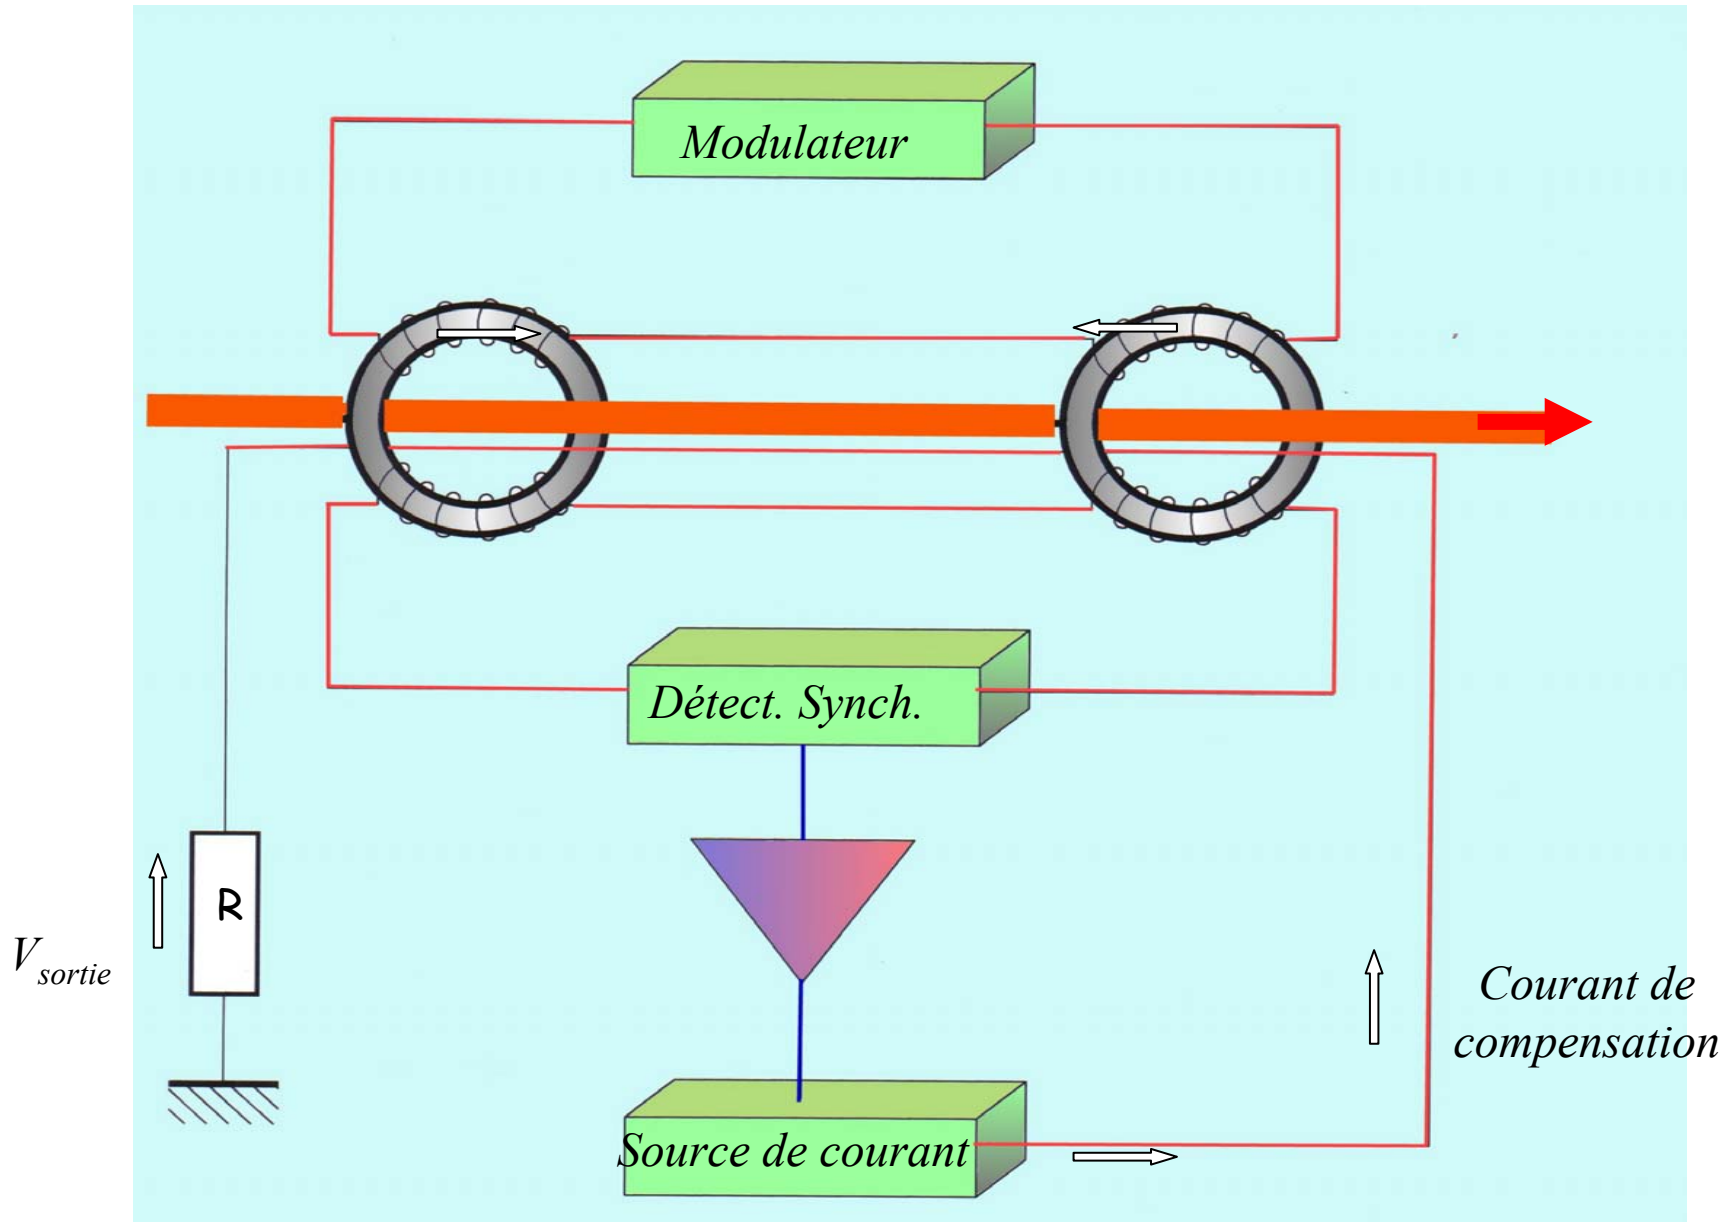 Modulateur
Détect. Synch.
R
V sortie
Courant de
compensation
Source de courant